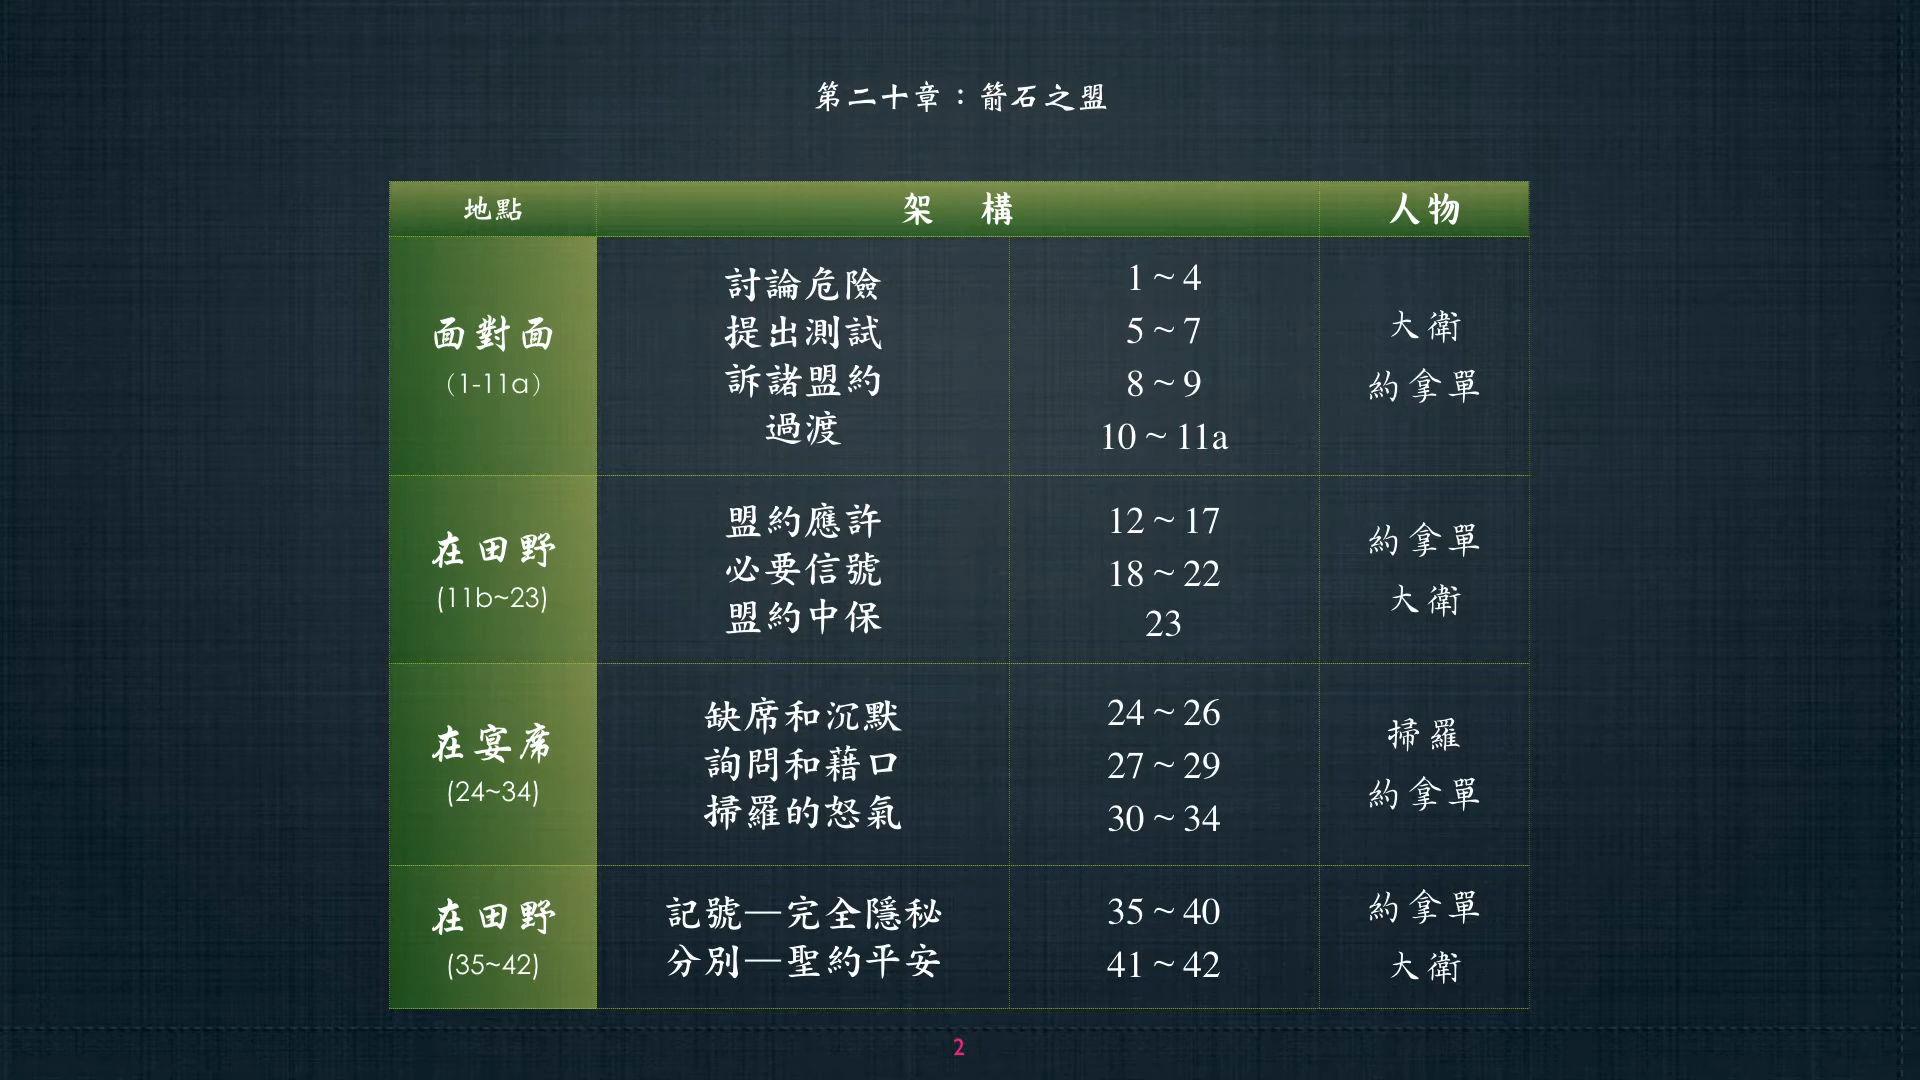 第二十章：箭石之盟
地點 架 構 人物
面對面
（1-11a）
討論危險
提出測試
訴諸盟約
過渡
1 ~ 4
5 ~ 7
8 ~ 9
10 ~ 11a
大衛
約拿單
在田野
(11b~23)
盟約應許
必要信號
盟約中保
12 ~ 17
18 ~ 22
23
約拿單
大衛
在宴席
(24~34)
缺席和沉默
詢問和藉口
掃羅的怒氣
24 ~ 26
27 ~ 29
30 ~ 34
掃羅
約拿單
在田野
(35~42)
記號—完全隱秘
分別—聖約平安
35 ~ 40
41 ~ 42
約拿單
大衛
2